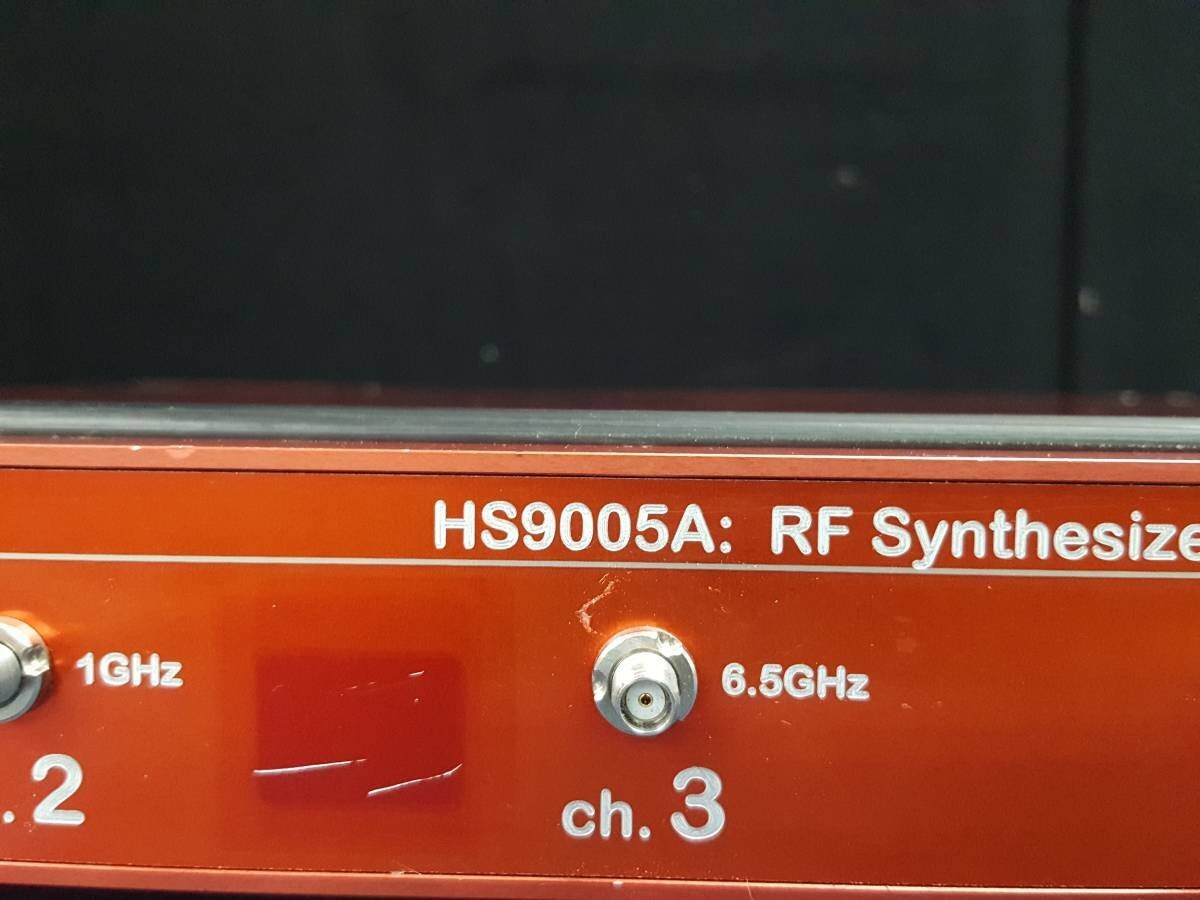 HS9005A: RF Synthesize
1GHz
6.5GHz
. 2
ch. 3